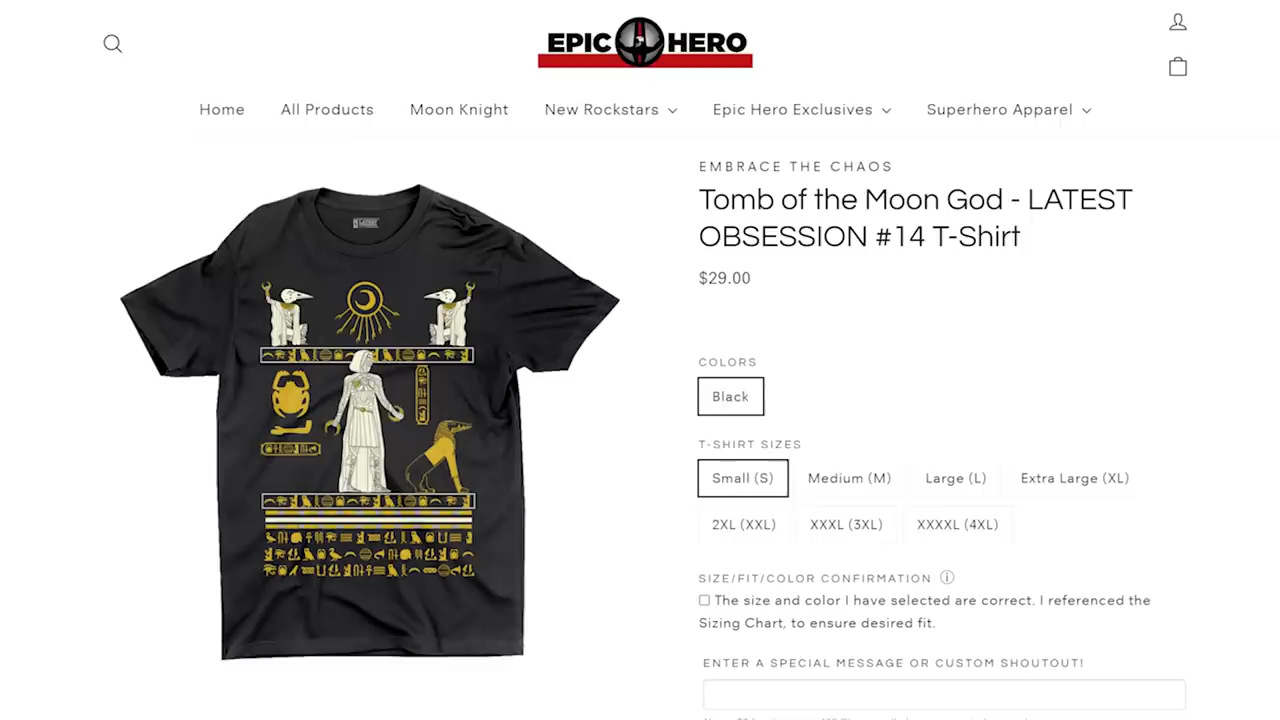 EPIC HERO
Home All Products Moon Knight New Rockstars Epic Hero Exclusives Superhero Apparel
EMBRACE THE CHAOS
Tomb of the Moon God - LATEST
OBSESSION #14 T-Shirt
$29.00
COLORS
Black
T-SHIRT SIZES
Small (S) Medium (M) Large (L) Extra Large (XL)
2XL (XXL) XXXL (3XL) XXXXL (4XL)
SIZE/FIT/COLOR CONFIRMATION
The size and color I have selected are correct. I referenced the
Sizing Chart, to ensure desired fit.
ENTER A SPECIAL MESSAGE OR CUSTOM SHOUTOUT!